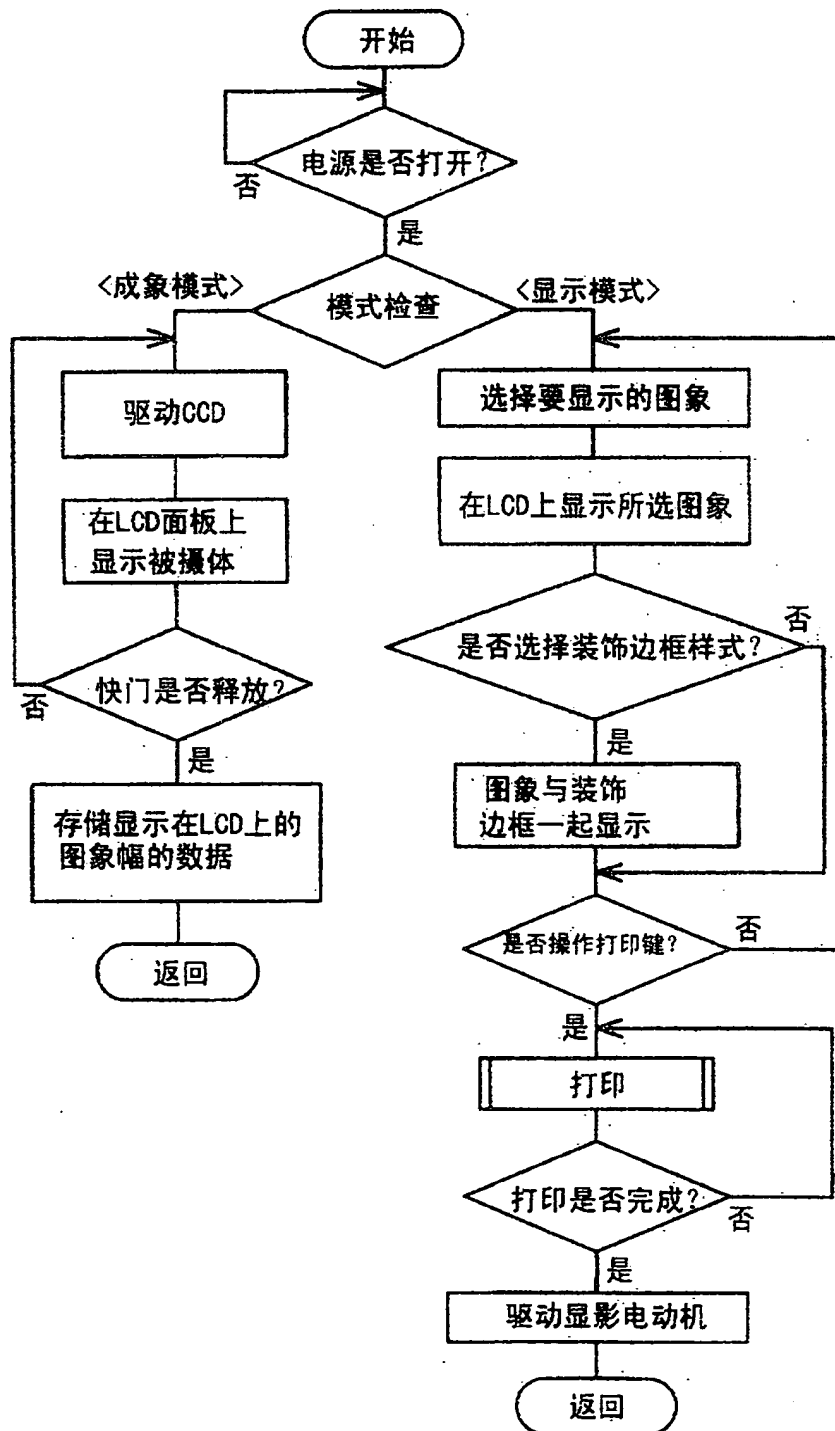 开始
电源是否打开?
否
是
<成象模式>
模式检查
<显示模式>
驱动CCD
在LCD面板上
显示被摄体
快门是否释放?
否
是
存储显示在LCD上的
图象幅的数据
返回
选择要显示的图象
在LCD上显示所选图象
是否选择装饰边框样式?
否
是
图象与装饰
边框一起显示
是否操作打印键?
否
是
打印
打印是否完成?
否
是
驱动显影电动机
返回